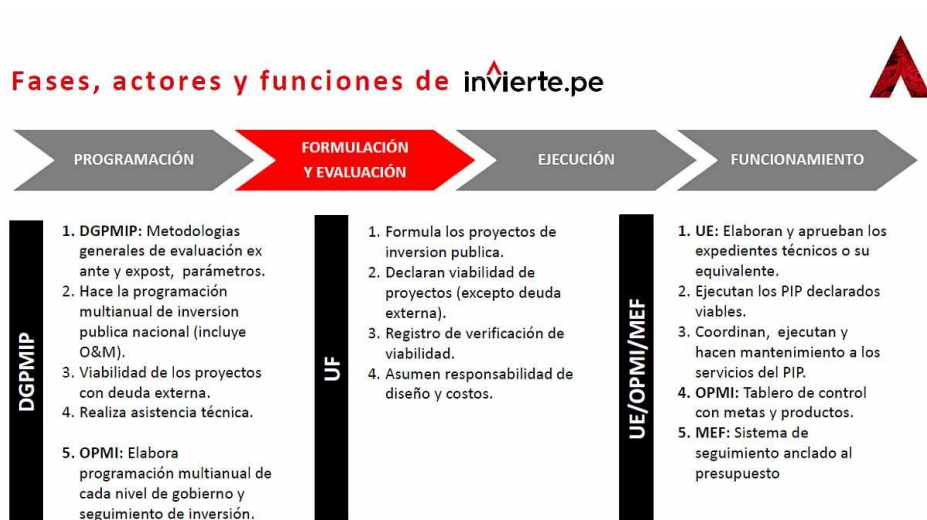 Fases, actores y funciones de invierte.pe
PROGRAMACIÓN
FORMULACIÓN
Y EVALUACIÓN
EJECUCIÓN
FUNCIONAMIENTO
DGPMIP
1. DGPMIP: Metodologias
generales de evaluación ex
ante y expost, parámetros.
2. Hace la programación
multianual de inversion
publica nacional (incluye
O&M).
3. Viabilidad de los proyectos
con deuda externa.
4. Realiza asistencia técnica.
5. OPMI: Elabora
programación multianual de
cada nivel de gobierno y
seguimiento de inversión.
UF
1. Formula los proyectos de
inversion publica.
2. Declaran viabilidad de
proyectos (excepto deuda
externa).
3. Registro de verificación de
viabilidad.
4. Asumen responsabilidad de
diseño y costos.
UE/OPMI/MEF
1. UE: Elaboran y aprueban los
expedientes técnicos o su
equivalente.
2. Ejecutan los PIP declarados
viables.
3. Coordinan, ejecutan y
hacen mantenimiento a los
servicios del PIP.
4. OPMI: Tablero de control
con metas y productos.
5. MEF: Sistema de
seguimiento anclado al
presupuesto